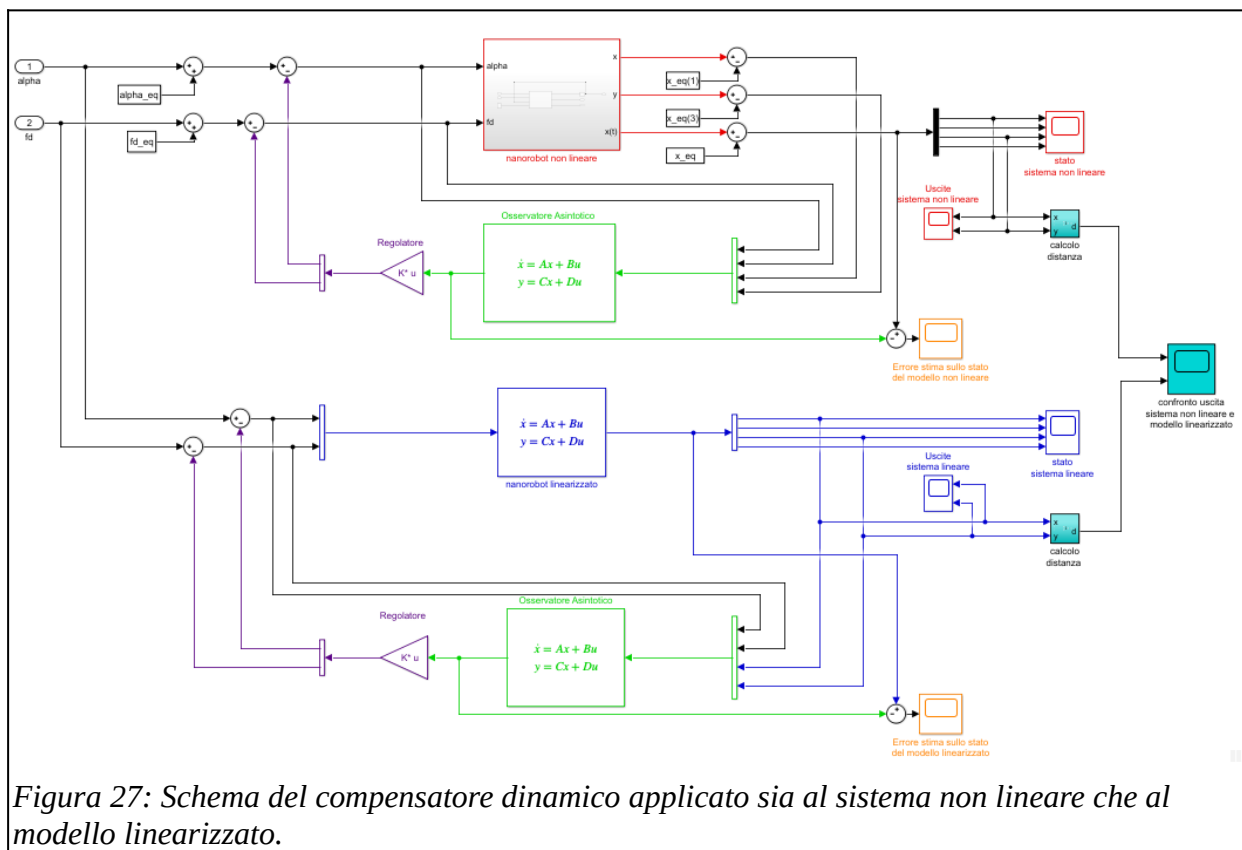 1
alpha
alpha_eq
2
fd
fd_eq
alpha
fd
x
y
x(t)
nanorobot non lineare
x_eq(1)
x_eq(3)
x_eq
stato
sistema non lineare
Uscite
sistema non lineare
x
y
d
calcolo
distanza
Regolatore
K* u
Osservatore Asintotico
ẋ = Ax + Bu
y = Cx + Du
Errore stima sullo stato
del modello non lineare
confronto uscita
sistema non lineare e
modello linearizzato
ẋ = Ax + Bu
y = Cx + Du
nanorobot linearizzato
stato
sistema lineare
Uscite
sistema lineare
x
y
d
calcolo
distanza
Regolatore
K* u
Osservatore Asintotico
ẋ = Ax + Bu
y = Cx + Du
Errore stima sullo stato
del modello linearizzato
Figura 27: Schema del compensatore dinamico applicato sia al sistema non lineare che al
modello linearizzato.